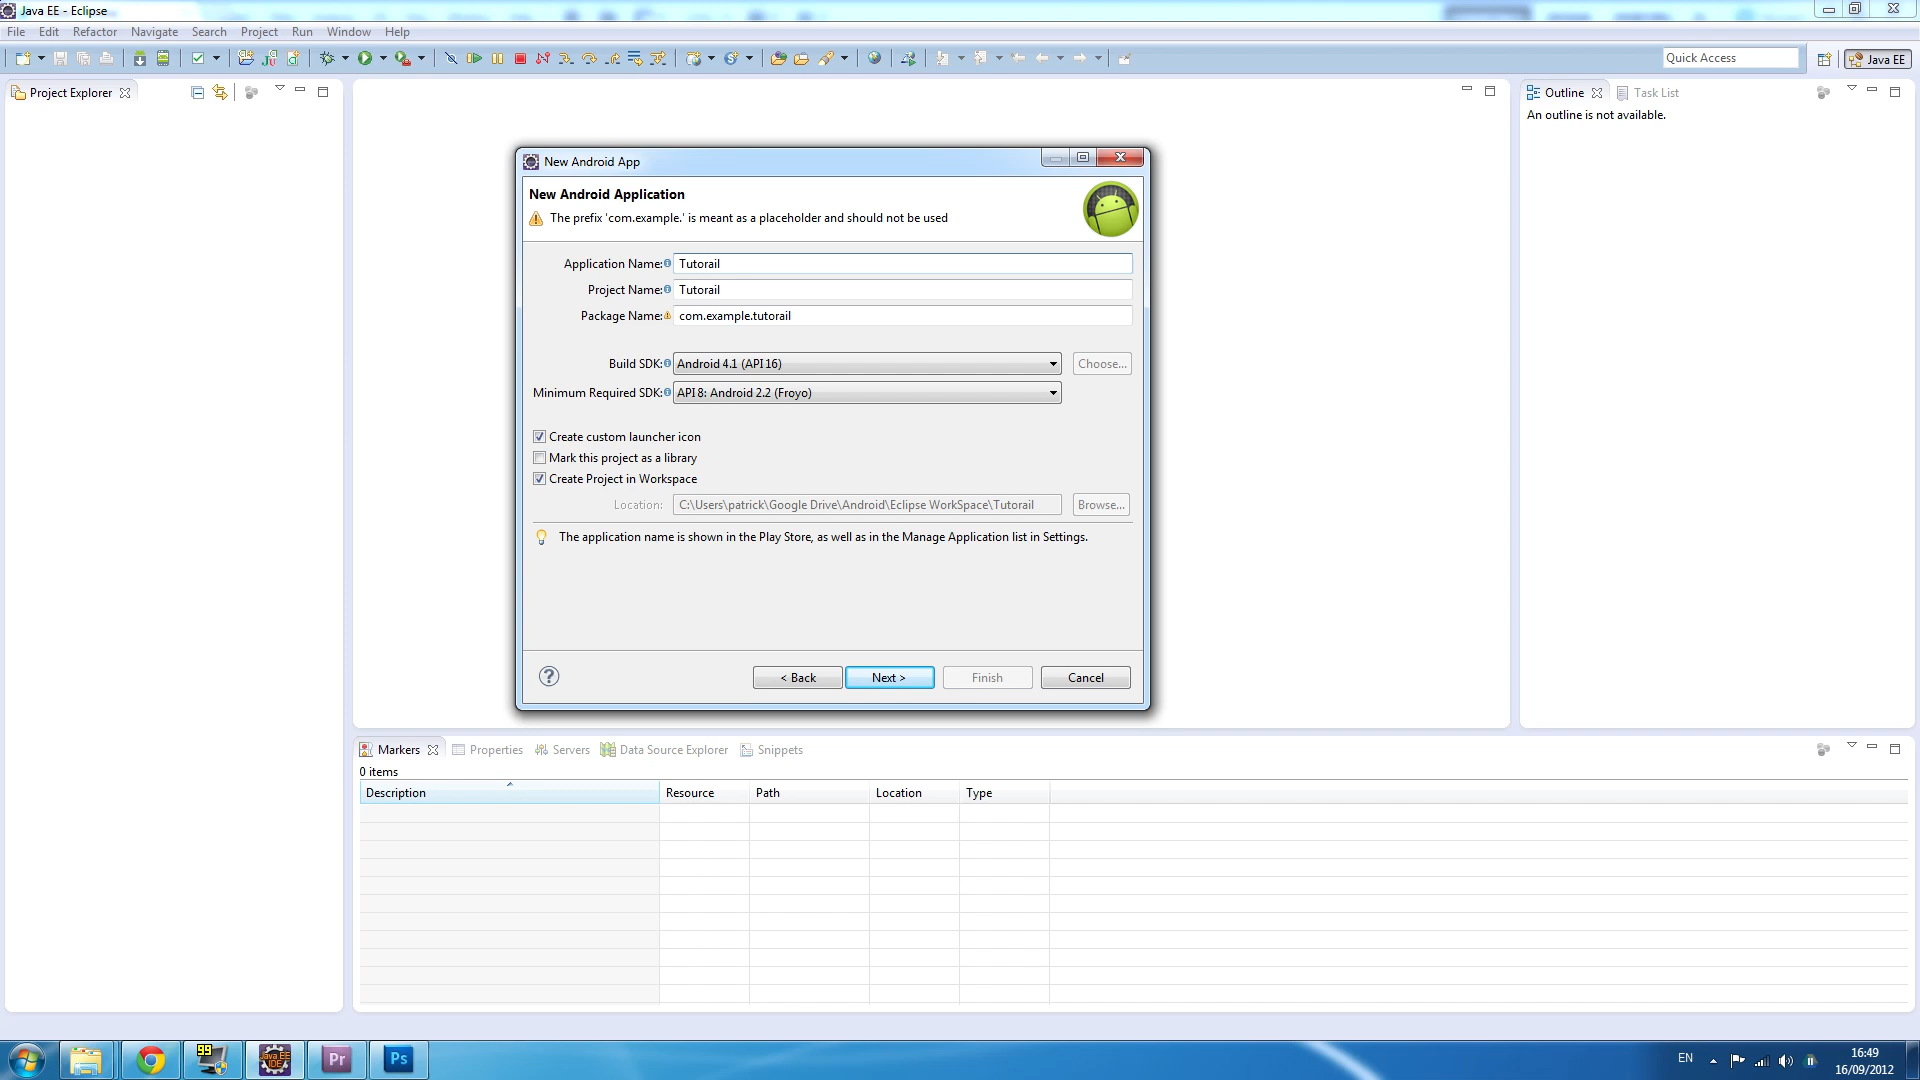 Java EE - Eclipse
File Edit Refactor Navigate Search Project Run Window Help
Quick Access
Java EE
Project Explorer
Outline Task List
An outline is not available.
New Android App
New Android Application
The prefix 'com.example.' is meant as a placeholder and should not be used
Application Name: Tutorail
Project Name: Tutorail
Package Name: com.example.tutorail
Build SDK: Android 4.1 (API 16) Choose...
Minimum Required SDK: API 8: Android 2.2 (Froyo)
Create custom launcher icon
Mark this project as a library
Create Project in Workspace
Location: C:\Users\patrick\Google Drive\Android\Eclipse WorkSpace\Tutorail Browse...
The application name is shown in the Play Store, as well as in the Manage Application list in Settings.
? < Back Next > Finish Cancel
Markers Properties Servers Data Source Explorer Snippets
0 items
Description Resource Path Location Type
99 Java EE IDE Pr Ps
EN 16:49
16/09/2012